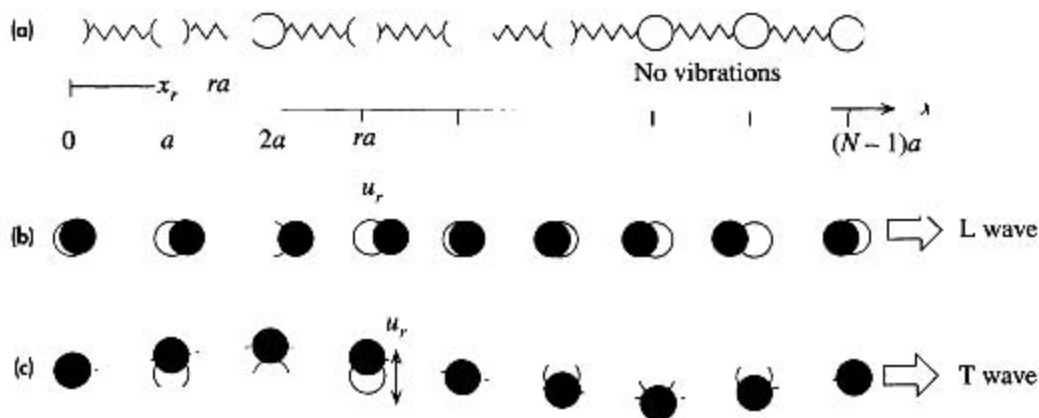 (a)
No vibrations
x_r ra
0 a 2a ra (N − 1)a
u_r
(b) L wave
u_r
(c) T wave